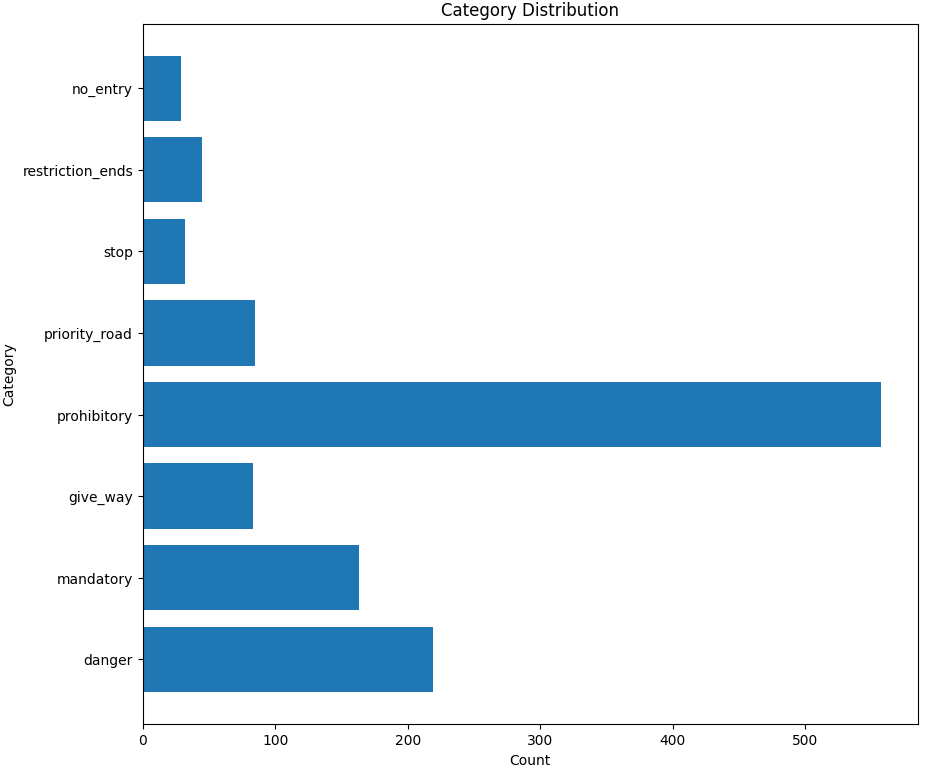 Category Distribution
no_entry
restriction_ends
stop
priority_road
prohibitory
give_way
mandatory
danger
Category
0 100 200 300 400 500
Count